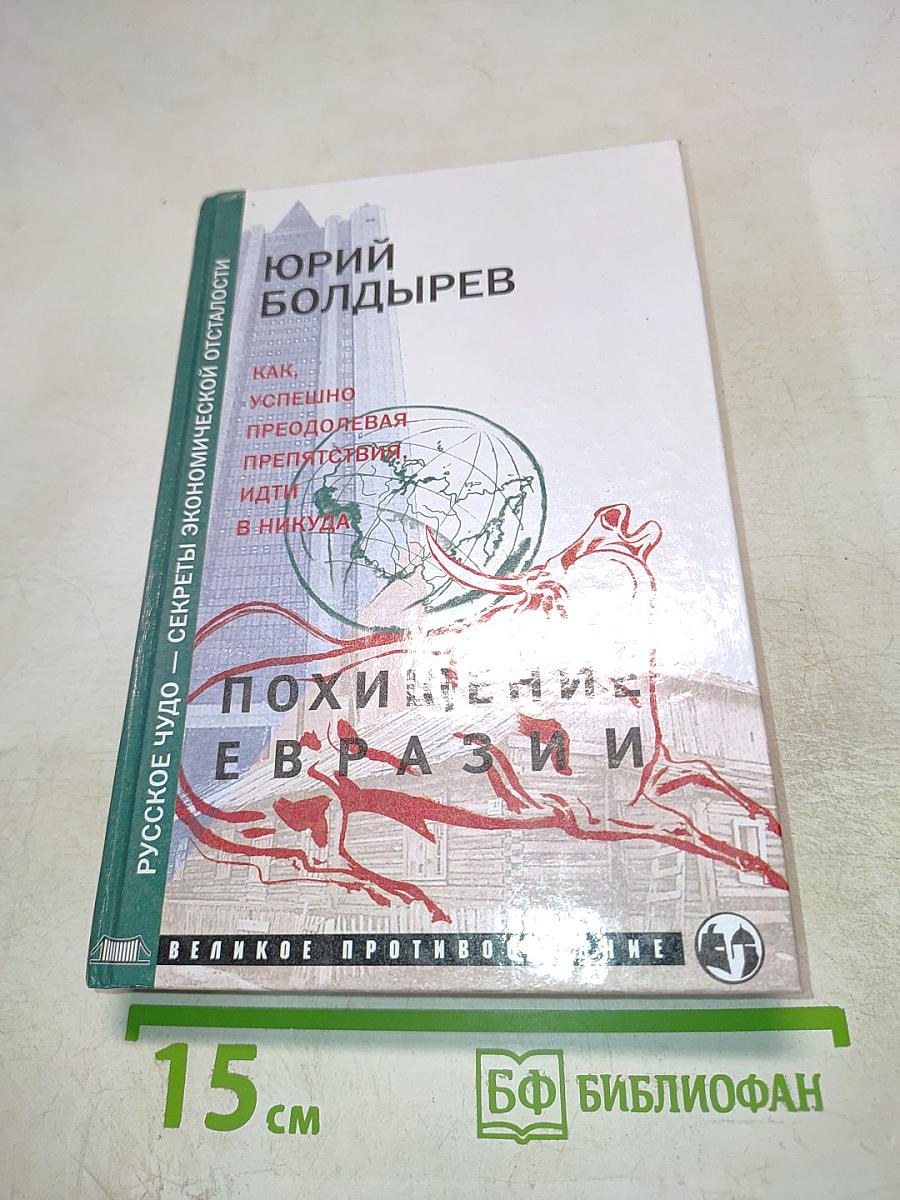 ЮРИЙ
БОЛДЫРЕВ
КАК,
УСПЕШНО
ПРЕОДОЛЕВАЯ
ПРЕПЯТСТВИЯ,
ИДТИ
В НИКУДА
ПОХИЩЕНИЕ
ЕВРАЗИИ
РУССКОЕ ЧУДО — СЕКРЕТЫ ЭКОНОМИЧЕСКОЙ ОТСТАЛОСТИ
ВЕЛИКОЕ ПРОТИВОСТОЯНИЕ
15 см
БФ БИБЛИОФАН